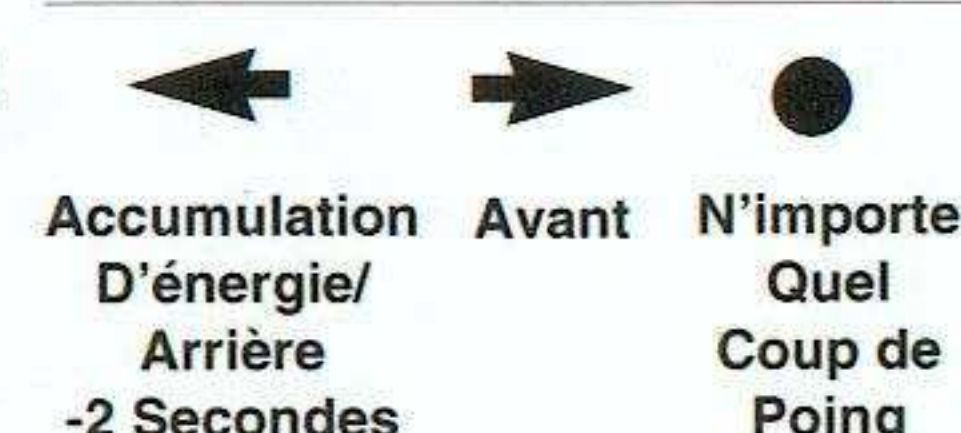 Accumulation Avant N'importe
D'énergie/ Quel
Arrière Coup de
-2 Secondes Poing